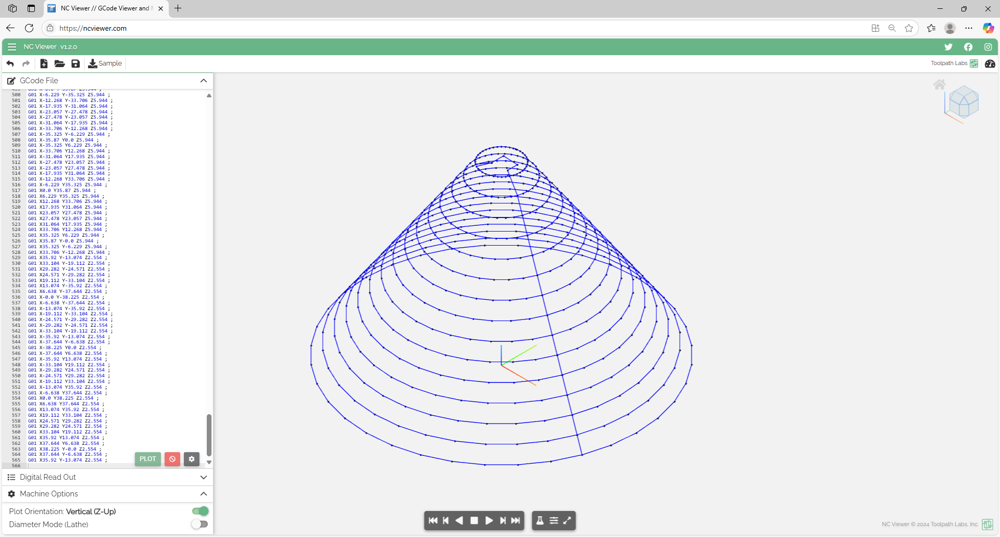 NC Viewer // GCode Viewer and
https://ncviewer.com
NC Viewer v1.2.0
Sample
Toolpath Labs
GCode File
500 G01 X-6.229 Y-35.325 Z5.944 ;
501 G01 X-12.268 Y-33.706 Z5.944 ;
502 G01 X-17.935 Y-31.064 Z5.944 ;
503 G01 X-23.057 Y-27.478 Z5.944 ;
504 G01 X-27.478 Y-23.057 Z5.944 ;
505 G01 X-31.064 Y-17.935 Z5.944 ;
506 G01 X-33.706 Y-12.268 Z5.944 ;
507 G01 X-35.325 Y-6.229 Z5.944 ;
508 G01 X-35.87 Y0.0 Z5.944 ;
509 G01 X-35.325 Y6.229 Z5.944 ;
510 G01 X-33.706 Y12.268 Z5.944 ;
511 G01 X-31.064 Y17.935 Z5.944 ;
512 G01 X-27.478 Y23.057 Z5.944 ;
513 G01 X-23.057 Y27.478 Z5.944 ;
514 G01 X-17.935 Y31.064 Z5.944 ;
515 G01 X-12.268 Y33.706 Z5.944 ;
516 G01 X-6.229 Y35.325 Z5.944 ;
517 G01 X0.0 Y35.87 Z5.944 ;
518 G01 X6.229 Y35.325 Z5.944 ;
519 G01 X12.268 Y33.706 Z5.944 ;
520 G01 X17.935 Y31.064 Z5.944 ;
521 G01 X23.057 Y27.478 Z5.944 ;
522 G01 X27.478 Y23.057 Z5.944 ;
523 G01 X31.064 Y17.935 Z5.944 ;
524 G01 X33.706 Y12.268 Z5.944 ;
525 G01 X35.325 Y6.229 Z5.944 ;
526 G01 X35.87 Y-0.0 Z5.944 ;
527 G01 X35.325 Y-6.229 Z5.944 ;
528 G01 X33.706 Y-12.268 Z5.944 ;
529 G01 X35.92 Y-13.074 Z2.554 ;
530 G01 X33.104 Y-19.112 Z2.554 ;
531 G01 X29.282 Y-24.571 Z2.554 ;
532 G01 X24.571 Y-29.282 Z2.554 ;
533 G01 X19.112 Y-33.104 Z2.554 ;
534 G01 X13.074 Y-35.92 Z2.554 ;
535 G01 X6.638 Y-37.644 Z2.554 ;
536 G01 X-0.0 Y-38.225 Z2.554 ;
537 G01 X-6.638 Y-37.644 Z2.554 ;
538 G01 X-13.074 Y-35.92 Z2.554 ;
539 G01 X-19.112 Y-33.104 Z2.554 ;
540 G01 X-24.571 Y-29.282 Z2.554 ;
541 G01 X-29.282 Y-24.571 Z2.554 ;
542 G01 X-33.104 Y-19.112 Z2.554 ;
543 G01 X-35.92 Y-13.074 Z2.554 ;
544 G01 X-37.644 Y-6.638 Z2.554 ;
545 G01 X-38.225 Y0.0 Z2.554 ;
546 G01 X-37.644 Y6.638 Z2.554 ;
547 G01 X-35.92 Y13.074 Z2.554 ;
548 G01 X-33.104 Y19.112 Z2.554 ;
549 G01 X-29.282 Y24.571 Z2.554 ;
550 G01 X-24.571 Y29.282 Z2.554 ;
551 G01 X-19.112 Y33.104 Z2.554 ;
552 G01 X-13.074 Y35.92 Z2.554 ;
553 G01 X-6.638 Y37.644 Z2.554 ;
554 G01 X0.0 Y38.225 Z2.554 ;
555 G01 X6.638 Y37.644 Z2.554 ;
556 G01 X13.074 Y35.92 Z2.554 ;
557 G01 X19.112 Y33.104 Z2.554 ;
558 G01 X24.571 Y29.282 Z2.554 ;
559 G01 X29.282 Y24.571 Z2.554 ;
560 G01 X33.104 Y19.112 Z2.554 ;
561 G01 X35.92 Y13.074 Z2.554 ;
562 G01 X37.644 Y6.638 Z2.554 ;
563 G01 X38.225 Y-0.0 Z2.554 ;
564 G01 X37.644 Y-6.638 Z2.554 ;
565 G01 X35.92 Y-13.074 Z2.554 ;
566
PLOT
Digital Read Out
Machine Options
Plot Orientation: Vertical (Z-Up)
Diameter Mode (Lathe)
NC Viewer © 2024 Toolpath Labs, Inc.